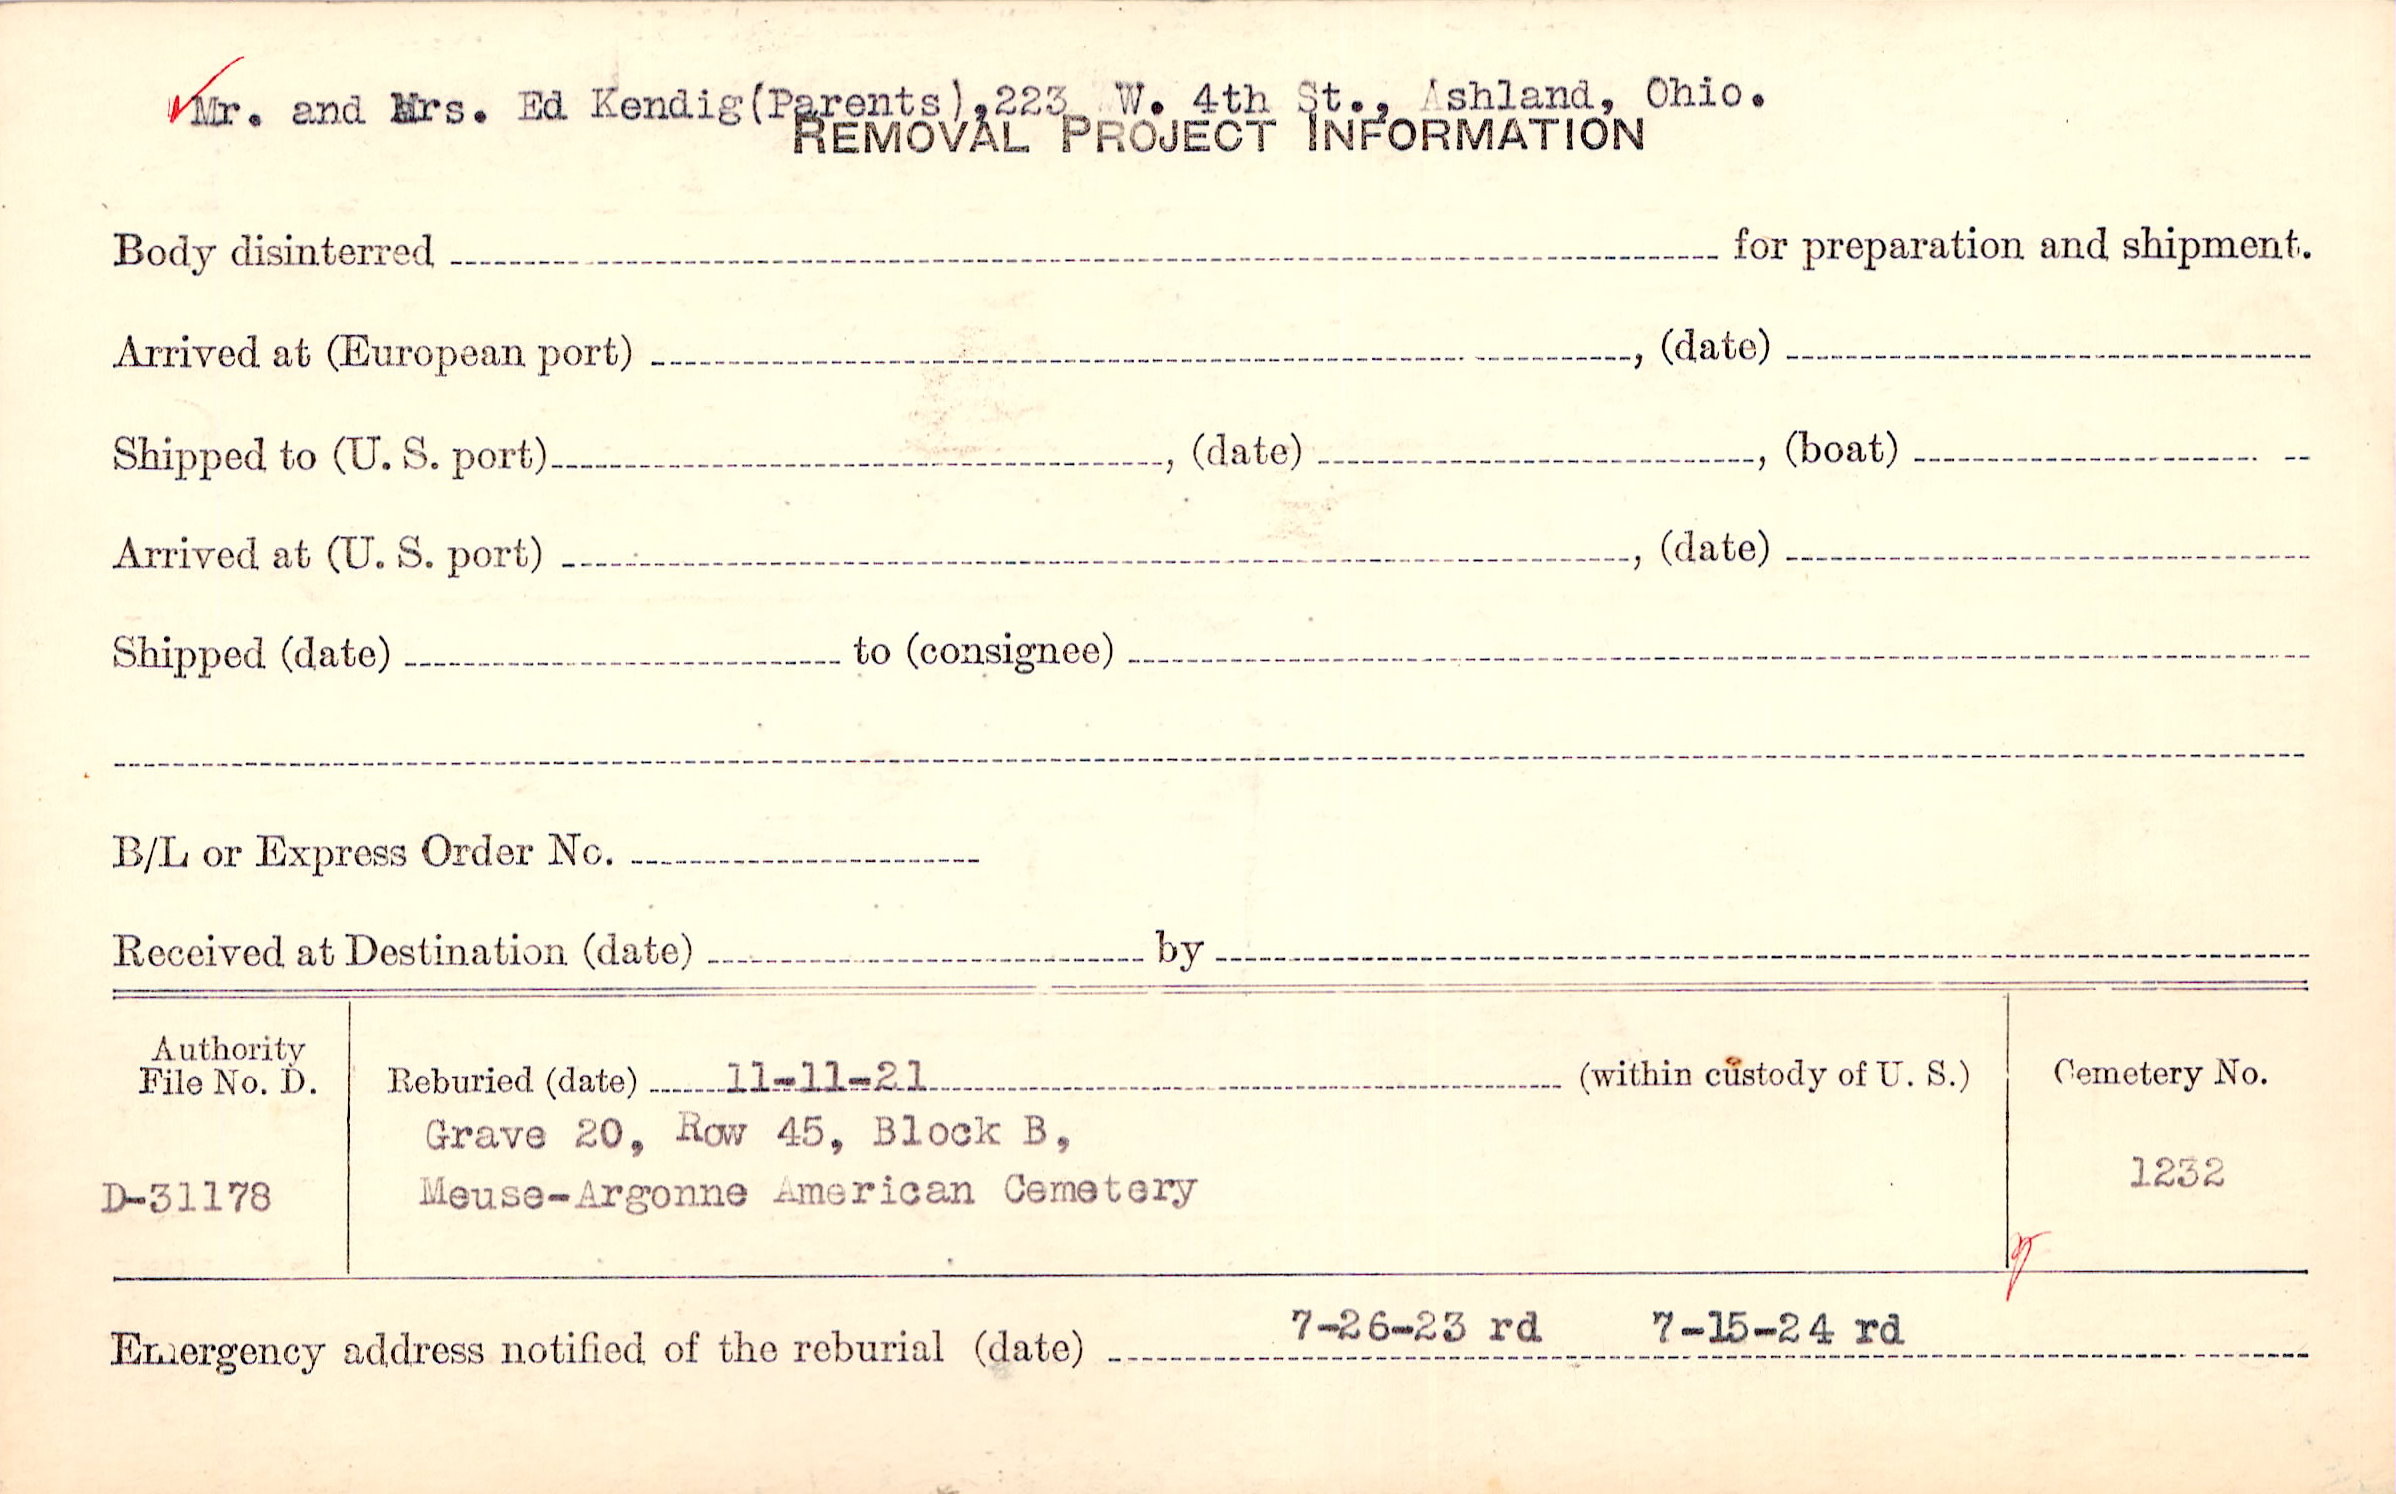 Mr. and Mrs. Ed Kendig(Parents),223 W. 4th St., Ashland, Ohio.
REMOVAL PROJECT INFORMATION
Body disinterred for preparation and shipment.
Arrived at (European port) , (date)
Shipped to (U. S. port) , (date) , (boat)
Arrived at (U. S. port) , (date)
Shipped (date) to (consignee)
B/L or Express Order No.
Received at Destination (date) by
Authority
File No. D.
D-31178
Reburied (date) 11-11-21 (within custody of U. S.)
Grave 20, Row 45, Block B,
Meuse-Argonne American Cemetery
Cemetery No.
1232
Emergency address notified of the reburial (date) 7-26-23 rd 7-15-24 rd